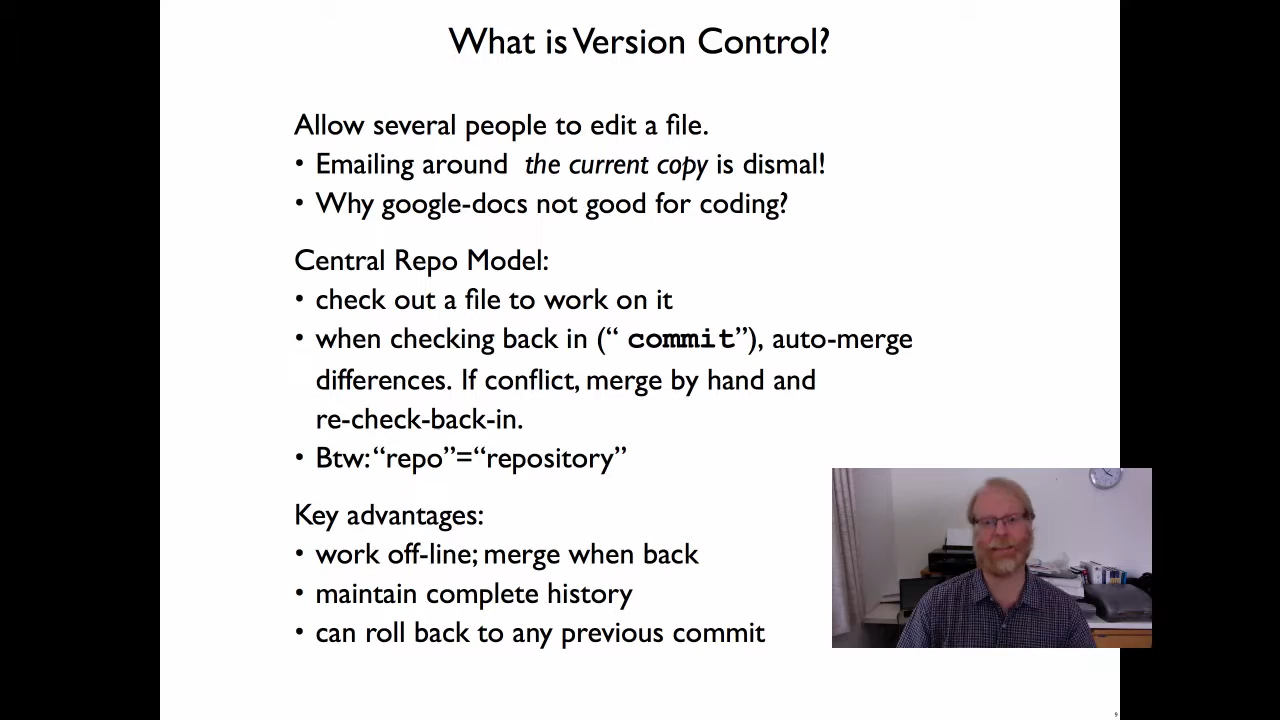 What is Version Control?
Allow several people to edit a file.
• Emailing around the current copy is dismal!
• Why google-docs not good for coding?
Central Repo Model:
• check out a file to work on it
• when checking back in (“ commit”), auto-merge
differences. If conflict, merge by hand and
re-check-back-in.
• Btw: “repo”=“repository”
Key advantages:
• work off-line; merge when back
• maintain complete history
• can roll back to any previous commit
9